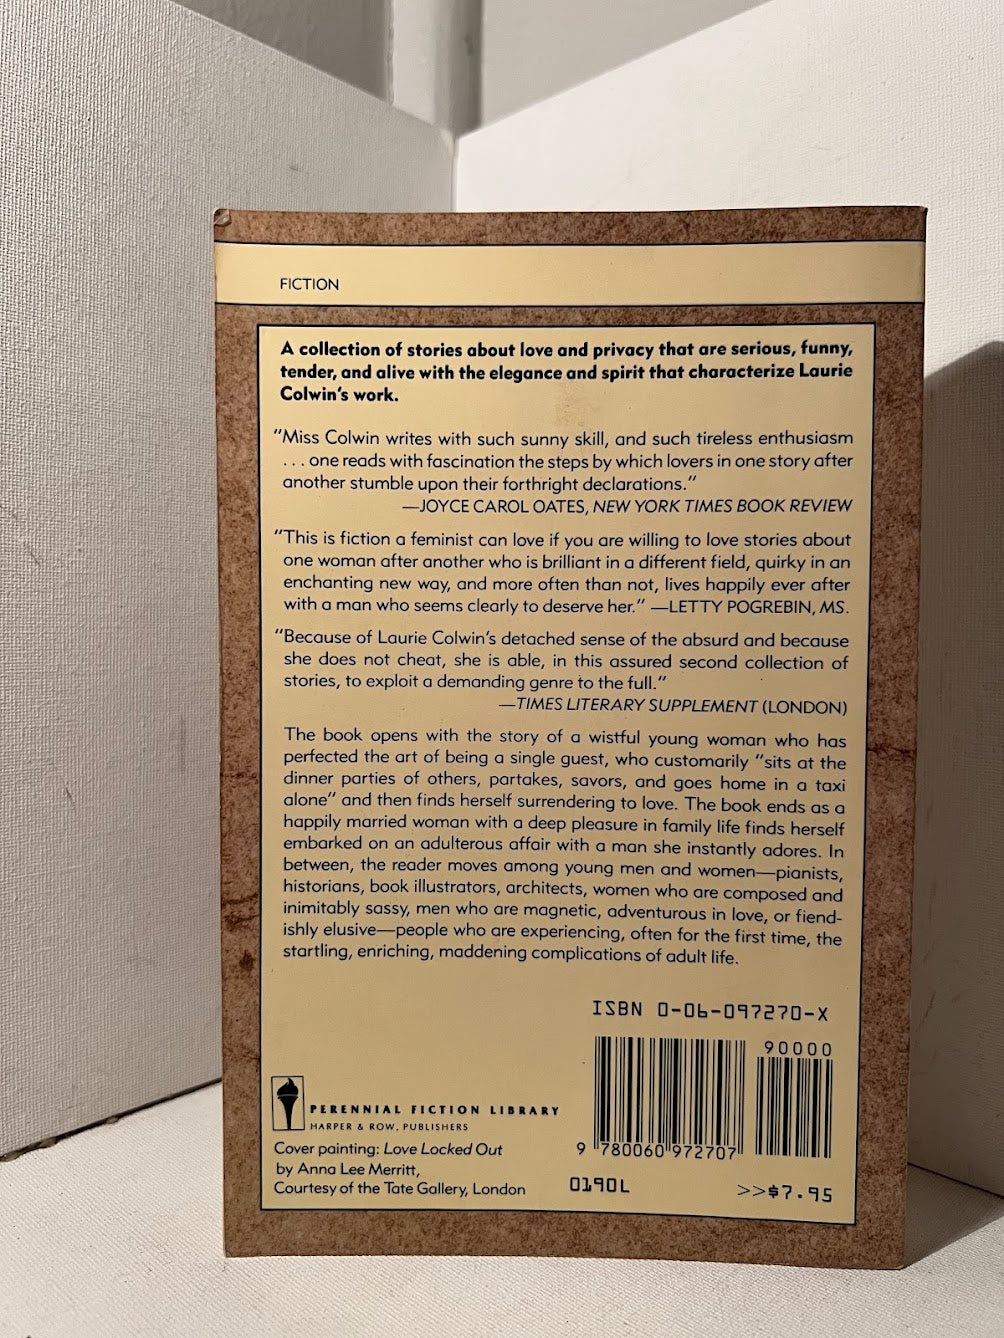 FICTION
A collection of stories about love and privacy that are serious, funny,
tender, and alive with the elegance and spirit that characterize Laurie
Colwin's work.
"Miss Colwin writes with such sunny skill, and such tireless enthusiasm
...one reads with fascination the steps by which lovers in one story after
another stumble upon their forthright declarations."
—JOYCE CAROL OATES, NEW YORK TIMES BOOK REVIEW
"This is fiction a feminist can love if you are willing to love stories about
one woman after another who is brilliant in a different field, quirky in an
enchanting new way, and more often than not, lives happily ever after
with a man who seems clearly to deserve her." —LETTY POGREBIN, MS.
"Because of Laurie Colwin's detached sense of the absurd and because
she does not cheat, she is able, in this assured second collection of
stories, to exploit a demanding genre to the full."
—TIMES LITERARY SUPPLEMENT (LONDON)
The book opens with the story of a wistful young woman who has
perfected the art of being a single guest, who customarily "sits at the
dinner parties of others, partakes, savors, and goes home in a taxi
alone" and then finds herself surrendering to love. The book ends as a
happily married woman with a deep pleasure in family life finds herself
embarked on an adulterous affair with a man she instantly adores. In
between, the reader moves among young men and women—pianists,
historians, book illustrators, architects, women who are composed and
inimitably sassy, men who are magnetic, adventurous in love, or fiend-
ishly elusive—people who are experiencing, often for the first time, the
startling, enriching, maddening complications of adult life.
ISBN 0-06-097270-X
90000
9 780060 972707
PERENNIAL FICTION LIBRARY
HARPER & ROW, PUBLISHERS
Cover painting: Love Locked Out
by Anna Lee Merritt,
Courtesy of the Tate Gallery, London
0190L
>>$7.95